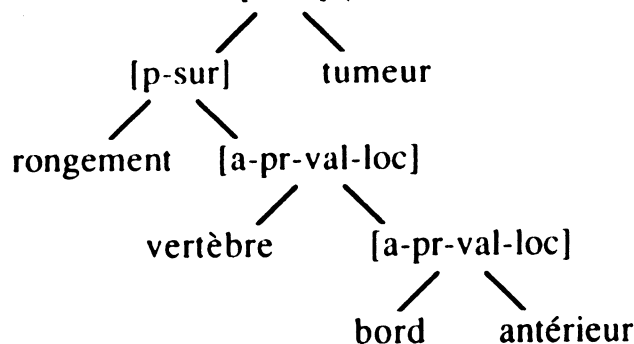 [p-sur] tumeur
rongement [a-pr-val-loc]
vertèbre [a-pr-val-loc]
bord antérieur